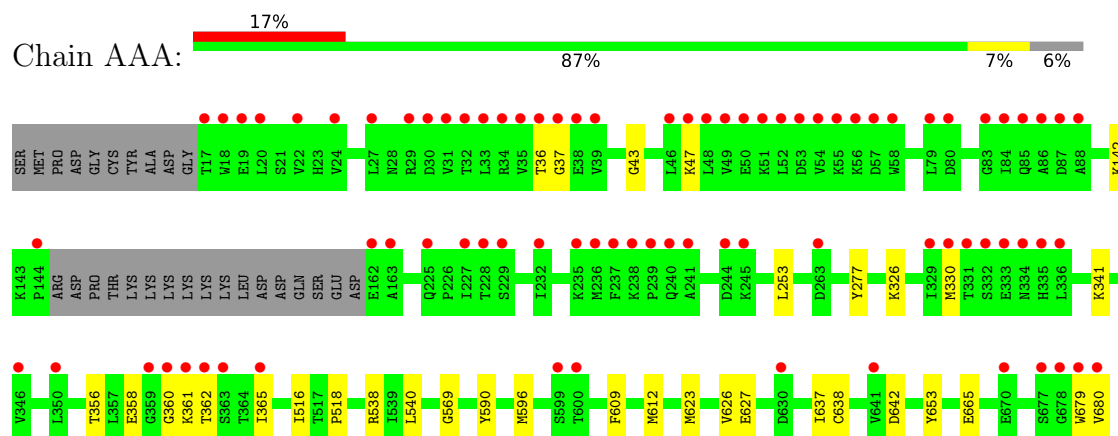 17%
Chain AAA:
87% 7% 6%
SER MET PRO ASP GLY CYS TYR ALA ASP GLY T17 W18 E19 L20 S21 V22 H23 V24 L27 N28 R29 D30 V31 T32 L33 R34 V35 T36 G37 E38 V39 G43 L46 K47 L48 V49 E50 K51 L52 D53 V54 K55 K56 D57 W58 L79 D80 G83 I84 Q85 A86 D87 A88 K142
K143 P144 ARG ASP PRO THR LYS LYS LYS LYS LYS LEU ASP ASP GLN SER GLU ASP E162 A163 Q225 P226 I227 T228 S229 I232 K235 M236 F237 K238 P239 Q240 A241 D244 K245 L253 D263 Y277 K326 I329 M330 T331 S332 E333 N334 H335 L336 K341
V346 L350 T356 L357 E358 G359 G360 K361 T362 S363 T364 I365 I516 T517 P518 R538 I539 L540 G569 Y590 M596 S599 T600 F609 M612 M623 V626 E627 D630 I637 C638 V641 D642 Y653 E665 E670 S677 G678 W679 V680